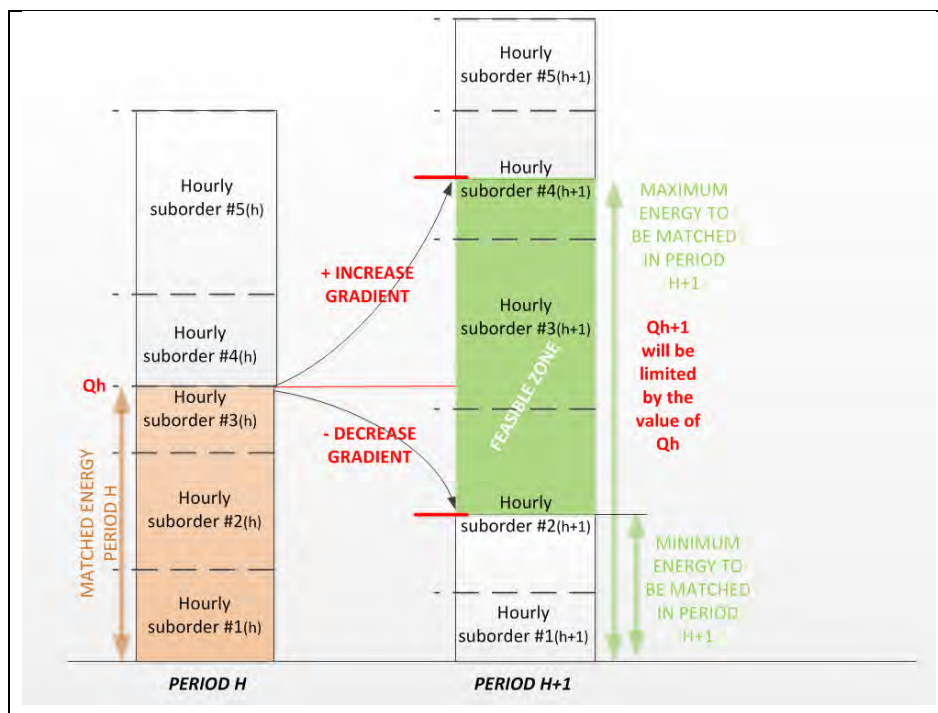 Hourly
suborder #5(h+1)
Hourly
suborder #4(h+1)
Hourly
suborder #3(h+1)
Hourly
suborder #2(h+1)
Hourly
suborder #1(h+1)
Hourly
suborder #5(h)
Hourly
suborder #4(h)
Hourly
suborder #3(h)
Hourly
suborder #2(h)
Hourly
suborder #1(h)
Qh
MATCHED ENERGY
PERIOD H
+ INCREASE
GRADIENT
- DECREASE
GRADIENT
FEASIBLE ZONE
MAXIMUM
ENERGY TO
BE MATCHED
IN PERIOD
H+1
Qh+1
will be
limited
by the
value of
Qh
MINIMUM
ENERGY TO
BE MATCHED
IN PERIOD
H+1
PERIOD H
PERIOD H+1